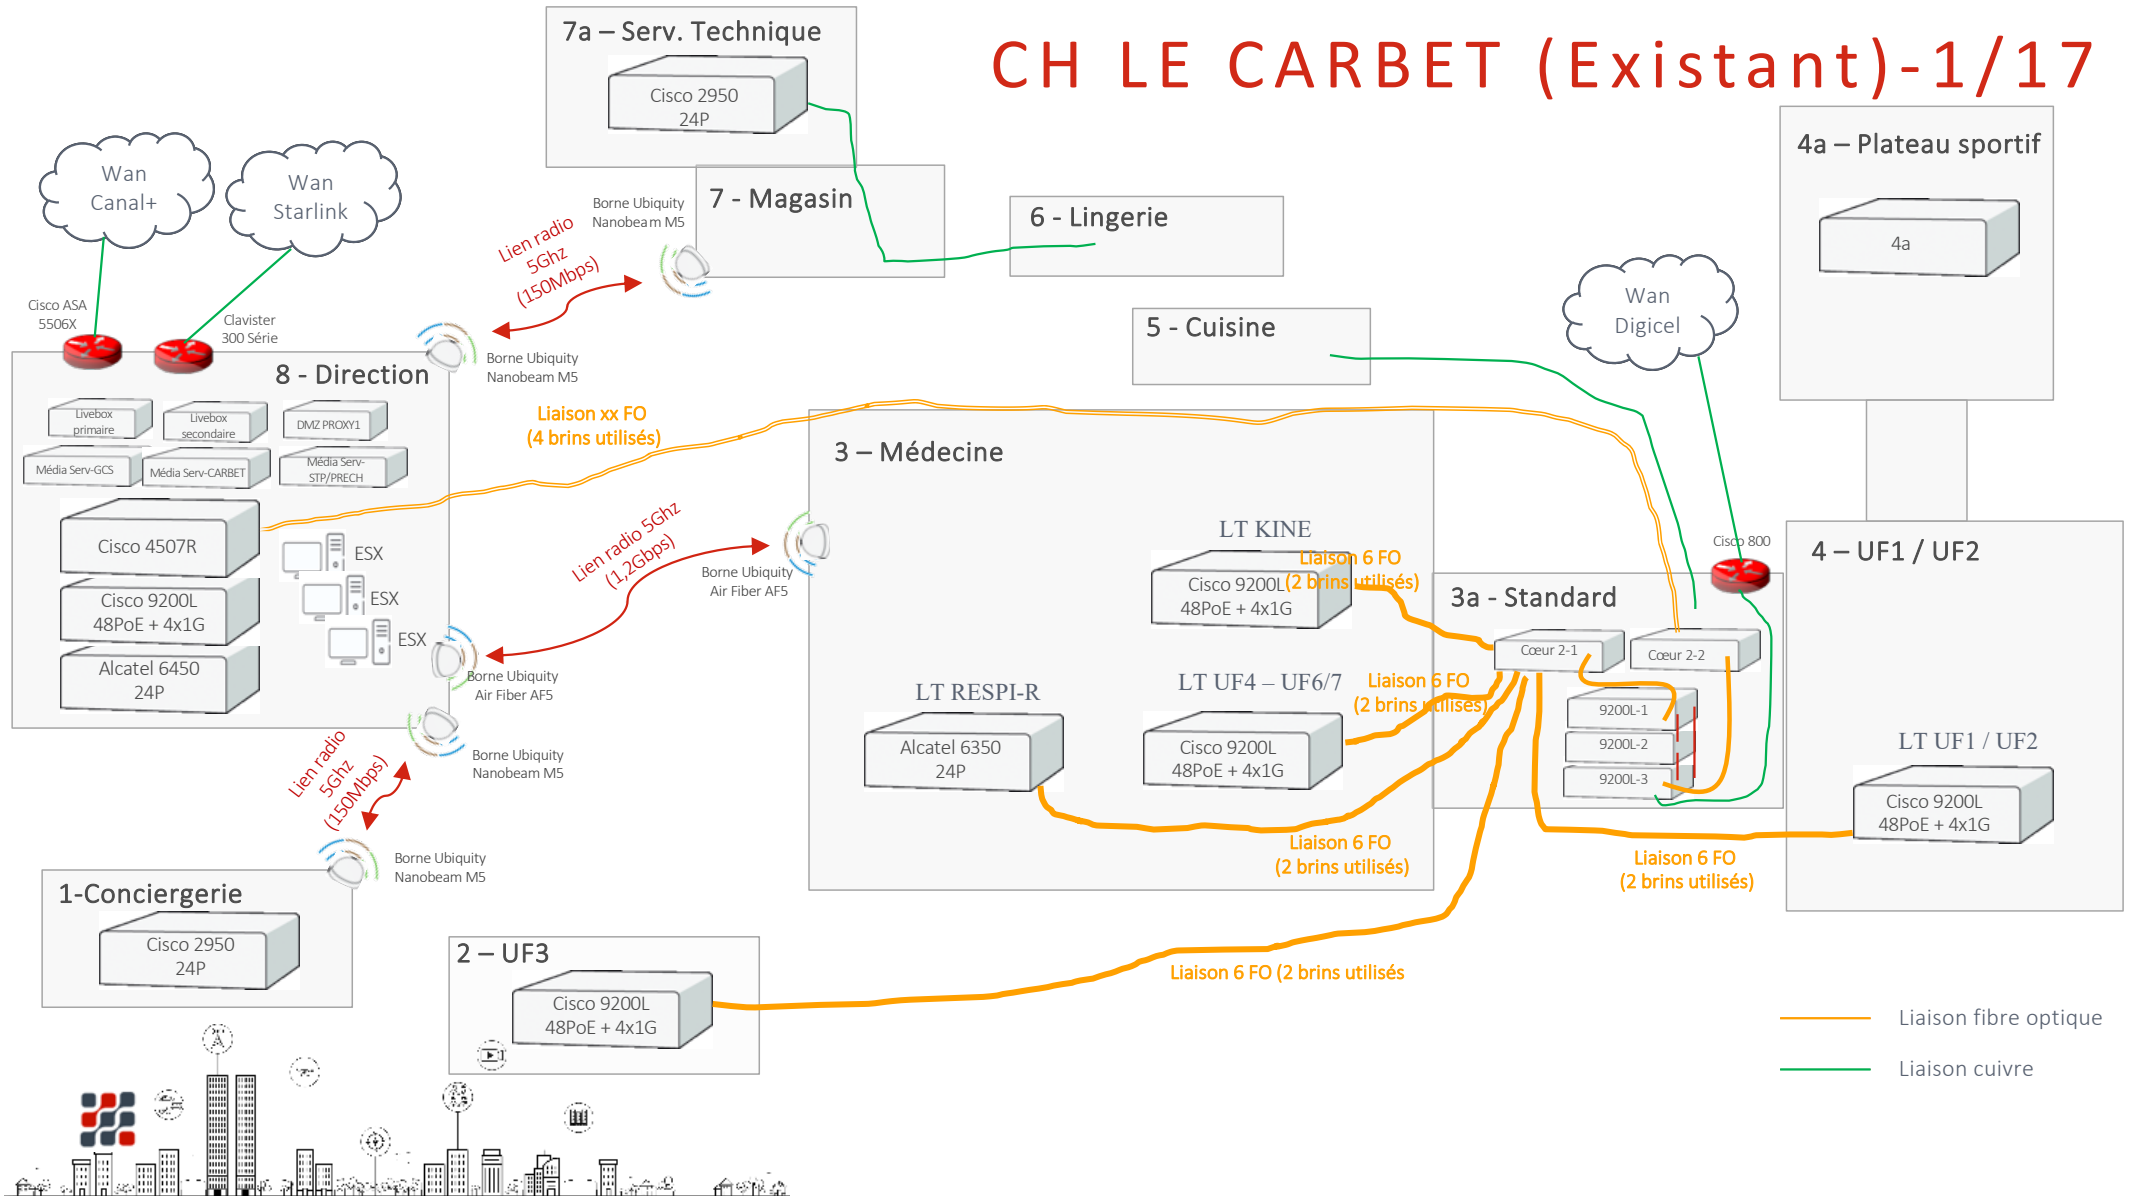 CH LE CARBET (Existant)-1/17
7a – Serv. Technique
Cisco 2950
24P
4a – Plateau sportif
4a
Wan
Canal+
Wan
Starlink
Borne Ubiquity
Nanobeam M5
7 - Magasin
6 - Lingerie
Lien radio
5Ghz
(150Mbps)
Cisco ASA
5506X
Clavister
300 Série
Wan
Digicel
5 - Cuisine
8 - Direction
Borne Ubiquity
Nanobeam M5
Livebox
primaire
Livebox
secondaire
DMZ PROXY1
Média Serv-GCS
Média Serv-CARBET
Média Serv-
STP/PRECH
Liaison xx FO
(4 brins utilisés)
3 – Médecine
Cisco 4507R
Cisco 9200L
48PoE + 4x1G
Alcatel 6450
24P
ESX
ESX
ESX
Lien radio 5Ghz
(1,2Gbps)
Borne Ubiquity
Air Fiber AF5
Borne Ubiquity
Air Fiber AF5
LT KINE
Cisco 9200L
48PoE + 4x1G
Liaison 6 FO
(2 brins utilisés)
Cisco 800
3a - Standard
4 – UF1 / UF2
Cœur 2-1
Cœur 2-2
9200L-1
9200L-2
9200L-3
LT RESPI-R
Alcatel 6350
24P
LT UF4 – UF6/7
Cisco 9200L
48PoE + 4x1G
Liaison 6 FO
(2 brins utilisés)
LT UF1 / UF2
Cisco 9200L
48PoE + 4x1G
Borne Ubiquity
Nanobeam M5
Lien radio
5Ghz
(150Mbps)
Liaison 6 FO
(2 brins utilisés)
Liaison 6 FO
(2 brins utilisés)
Borne Ubiquity
Nanobeam M5
1-Conciergerie
Cisco 2950
24P
2 – UF3
Cisco 9200L
48PoE + 4x1G
Liaison 6 FO (2 brins utilisés
Liaison fibre optique
Liaison cuivre